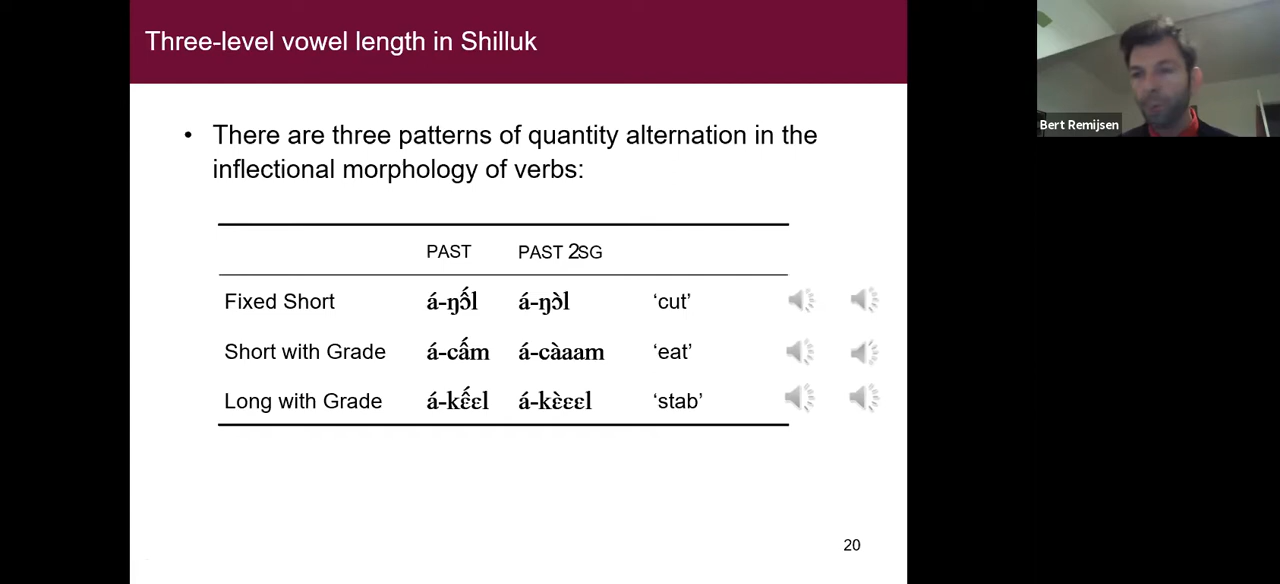 Three-level vowel length in Shilluk
Bert Remijsen
• There are three patterns of quantity alternation in the
inflectional morphology of verbs:
PAST PAST 2SG
Fixed Short á-ŋɔ̂́l á-ŋɔ̀l ‘cut’
Short with Grade á-cấm á-càaam ‘eat’
Long with Grade á-kɛ̂́ɛl á-kɛ̀ɛɛl ‘stab’
20